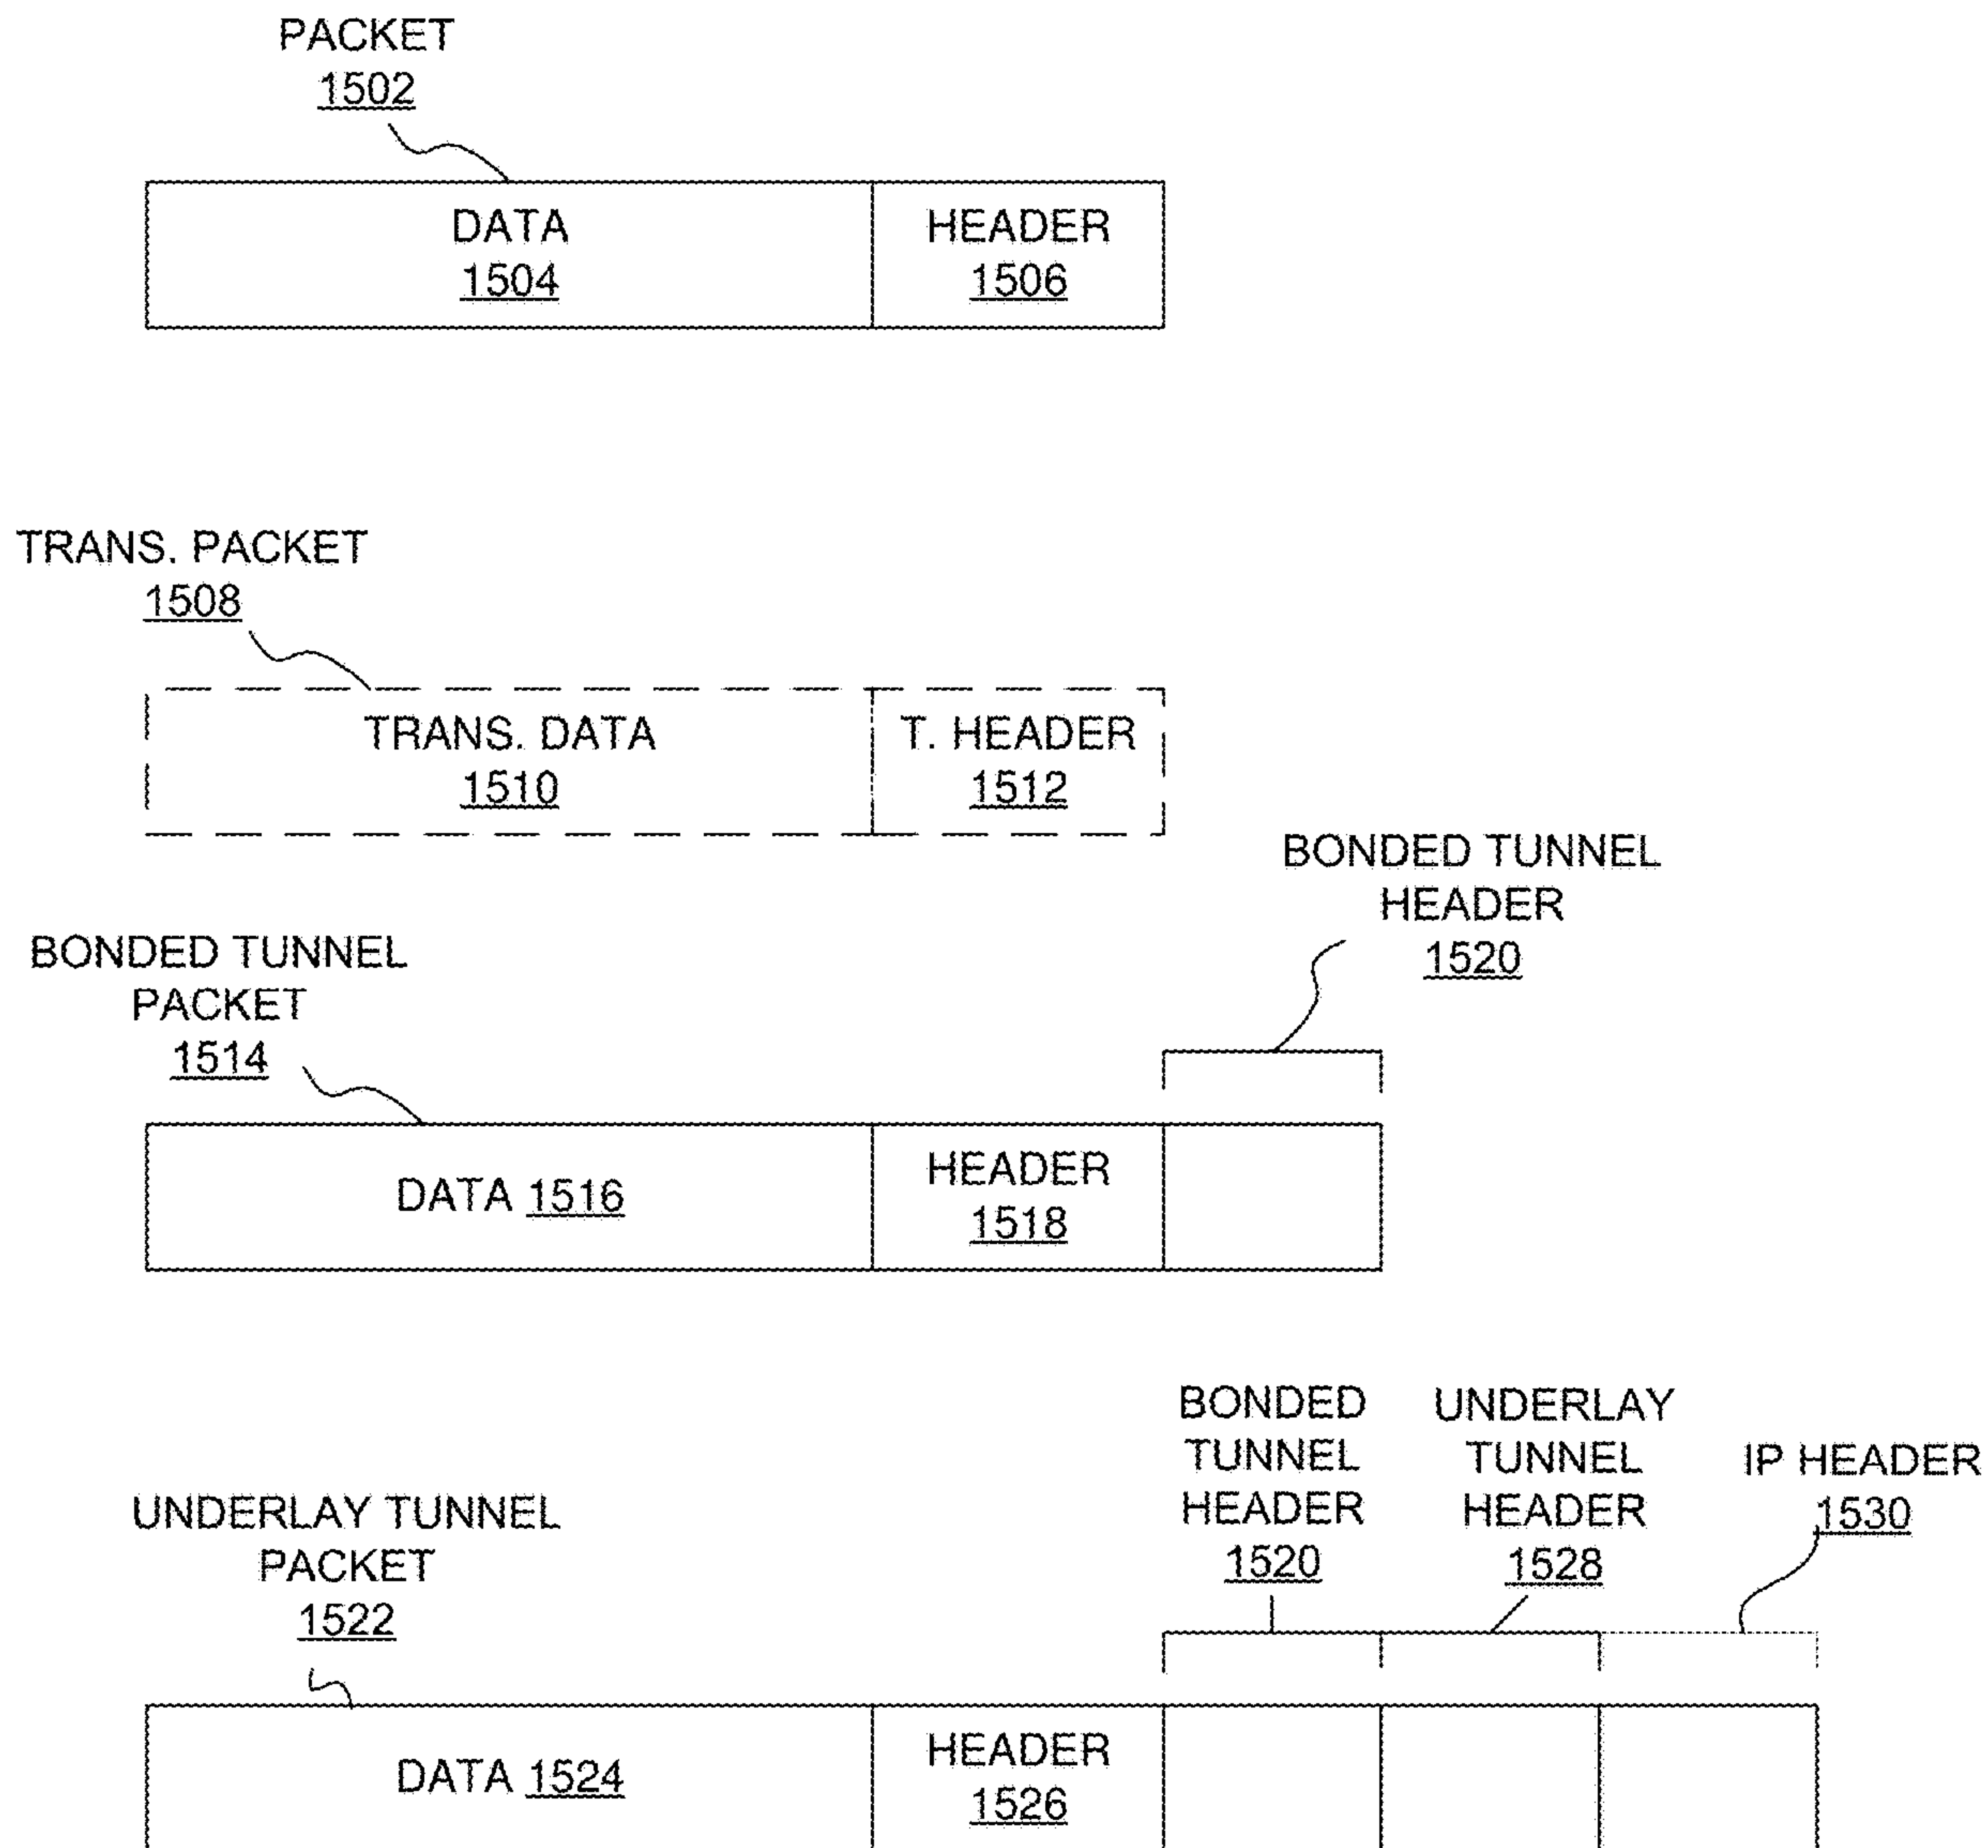 PACKET
1502
DATA
1504
HEADER
1506
TRANS. PACKET
1508
TRANS. DATA
1510
T. HEADER
1512
BONDED TUNNEL
HEADER
1520
BONDED TUNNEL
PACKET
1514
DATA 1516
HEADER
1518
BONDED
TUNNEL
HEADER
1520
UNDERLAY
TUNNEL
HEADER
1528
IP HEADER
1530
UNDERLAY TUNNEL
PACKET
1522
DATA 1524
HEADER
1526